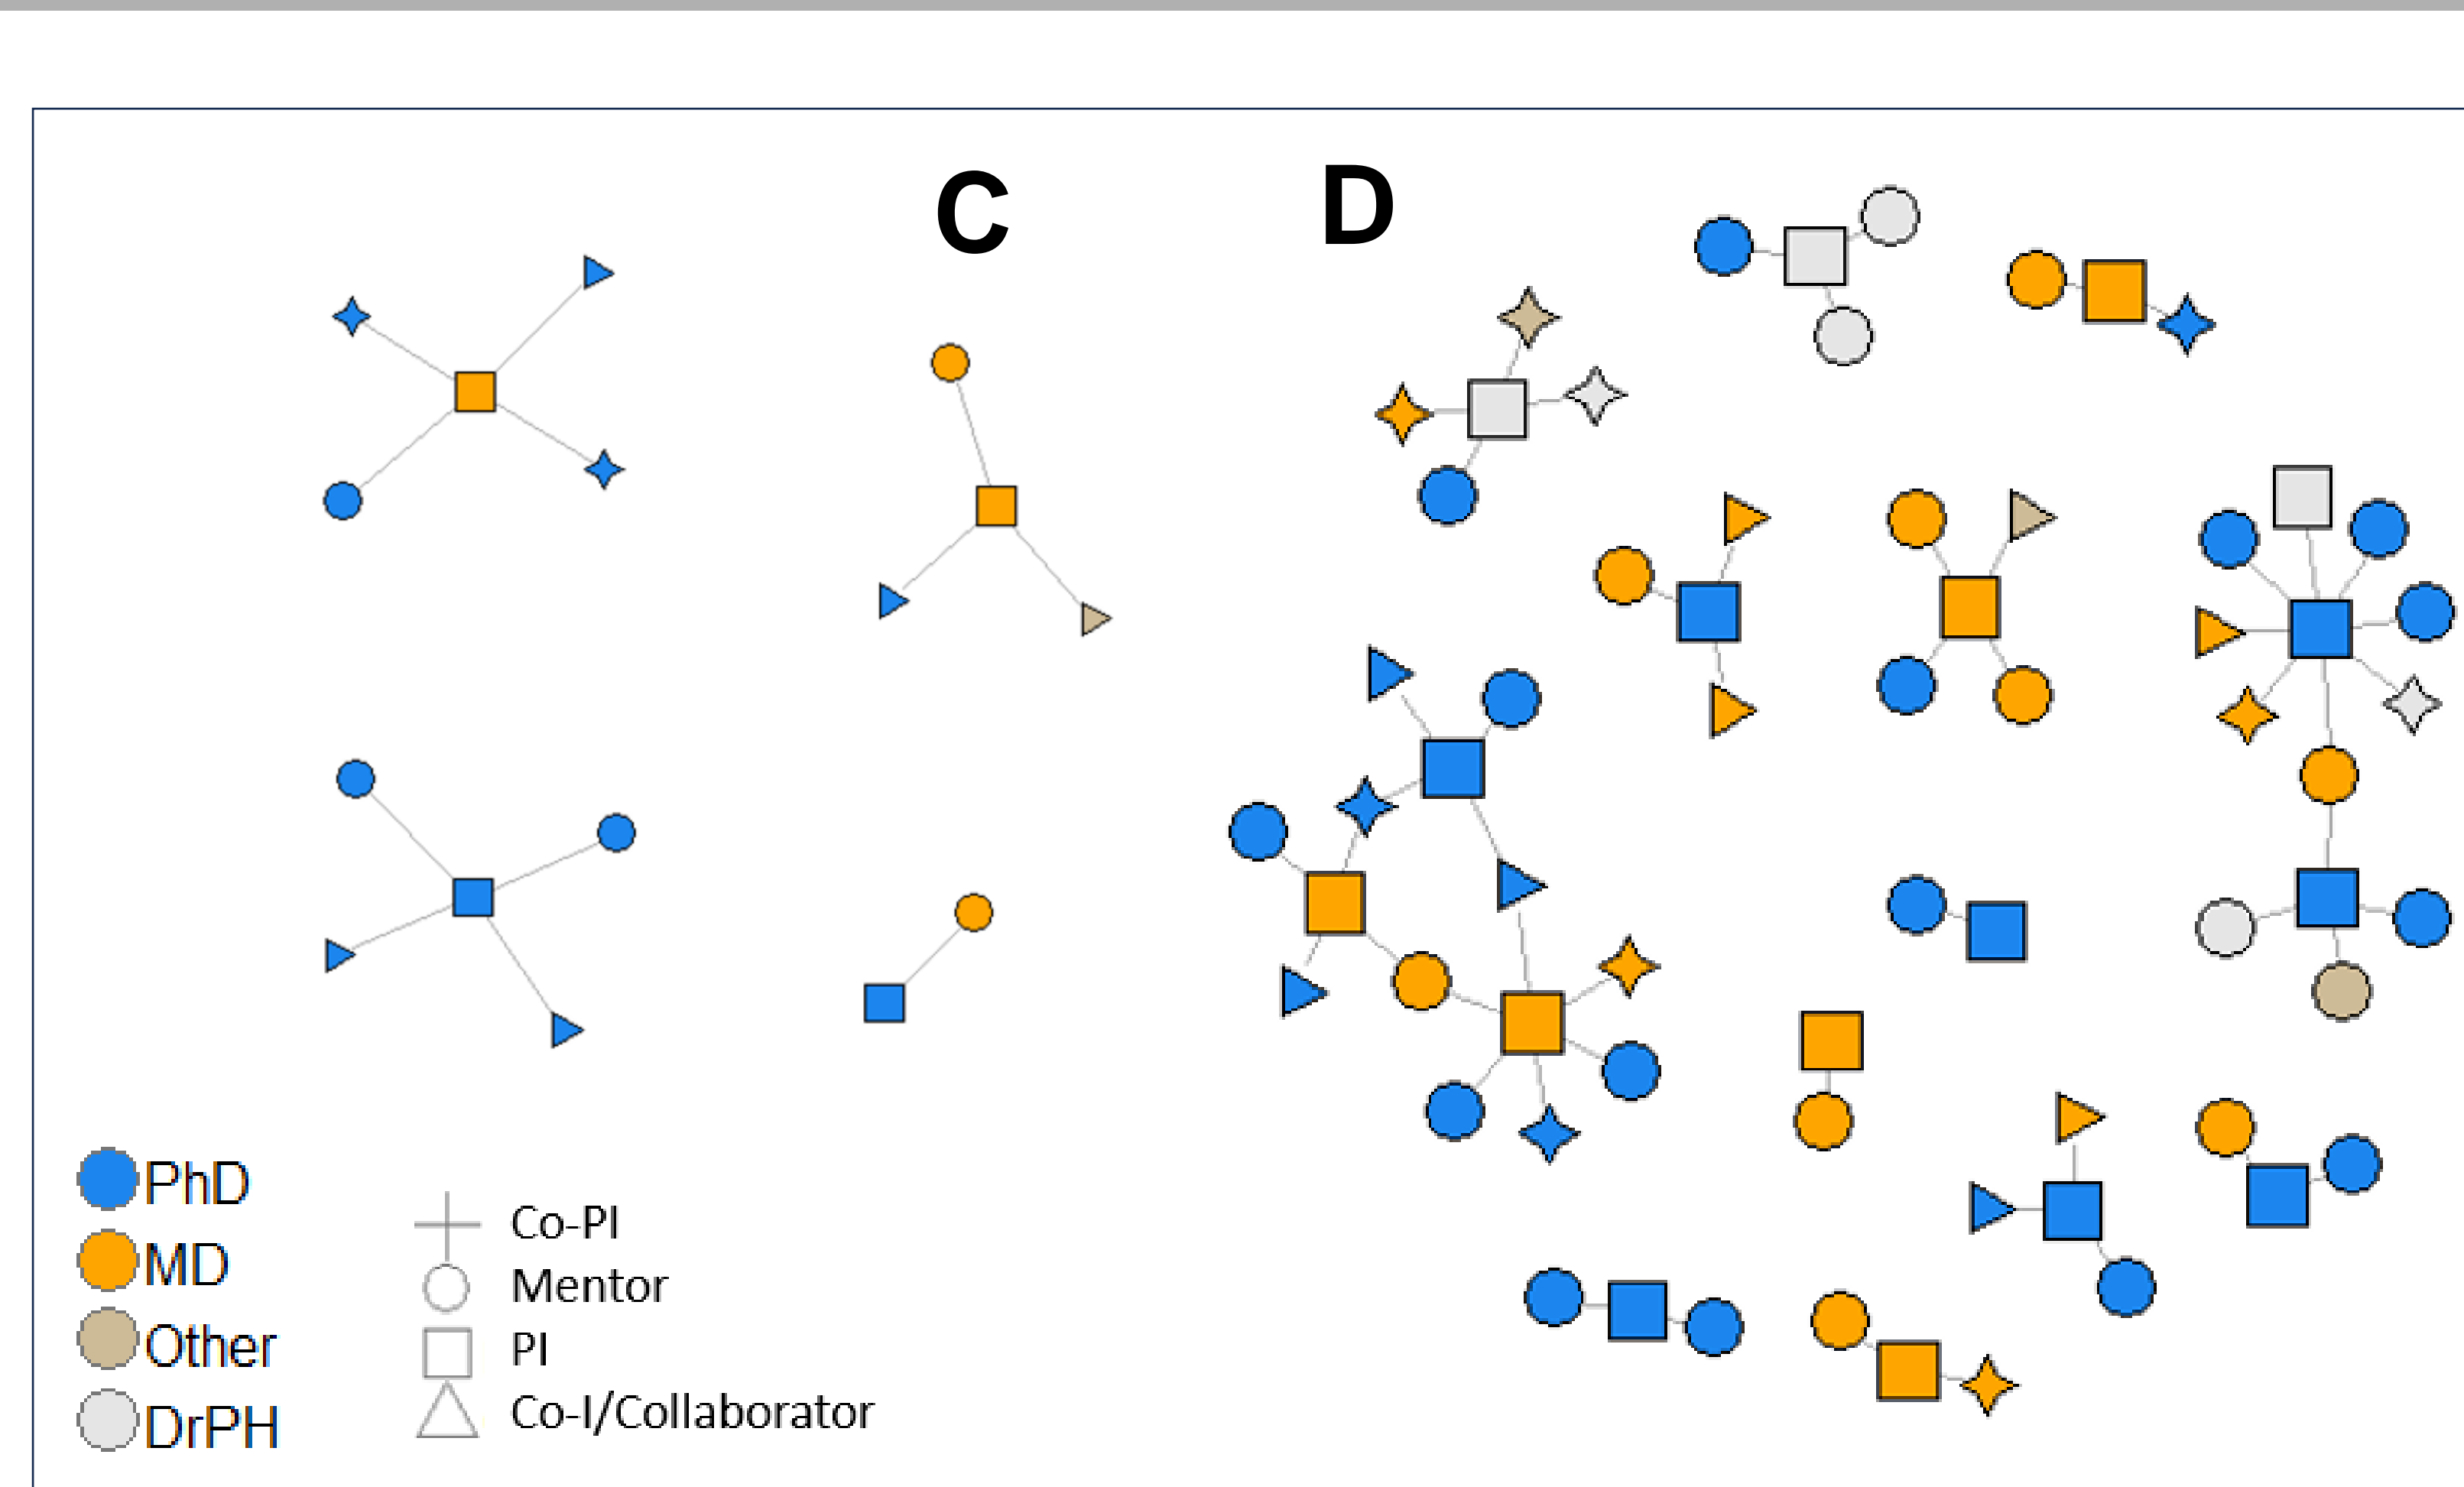 C
D
PhD
MD
Other
DrPH
Co-PI
Mentor
PI
Co-I/Collaborator